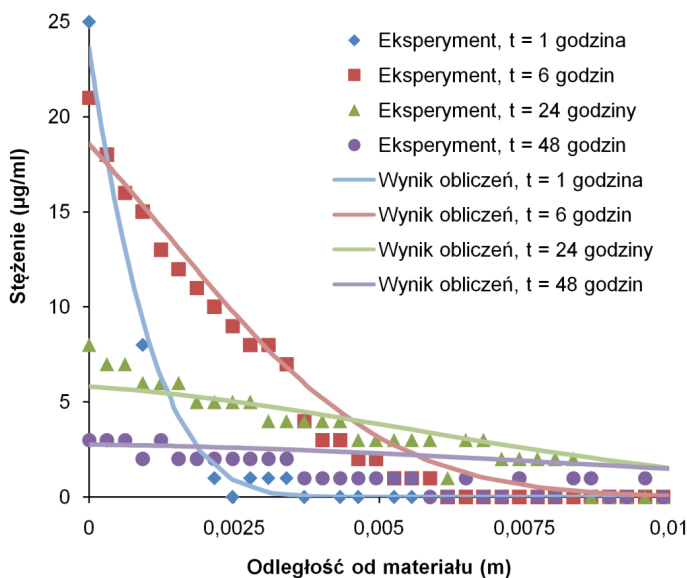 25
20
15
10
5
0
Stężenie (µg/ml)
Eksperyment, t = 1 godzina
Eksperyment, t = 6 godzin
Eksperyment, t = 24 godziny
Eksperyment, t = 48 godzin
Wynik obliczeń, t = 1 godzina
Wynik obliczeń, t = 6 godzin
Wynik obliczeń, t = 24 godziny
Wynik obliczeń, t = 48 godzin
0 0,0025 0,005 0,0075 0,01
Odległość od materiału (m)